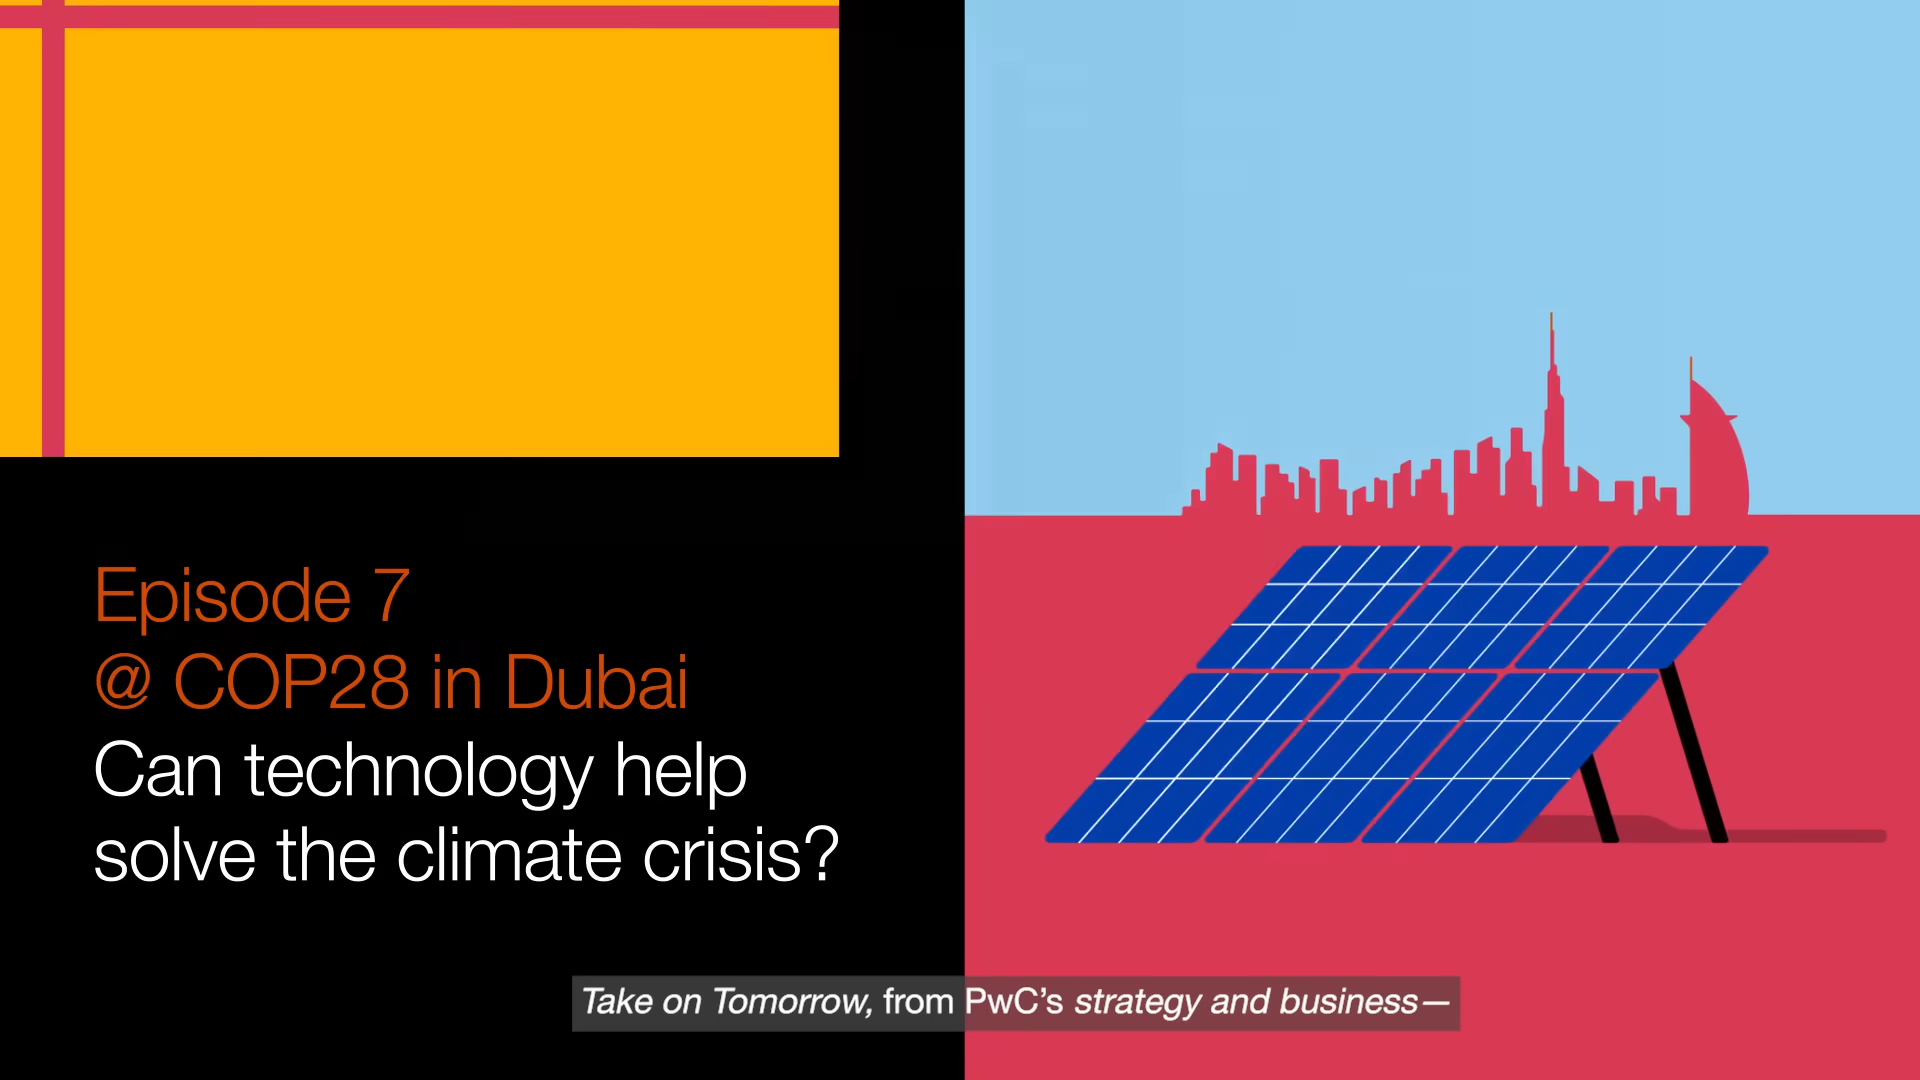 Episode 7
@ COP28 in Dubai
Can technology help
solve the climate crisis?
Take on Tomorrow, from PwC’s strategy and business—